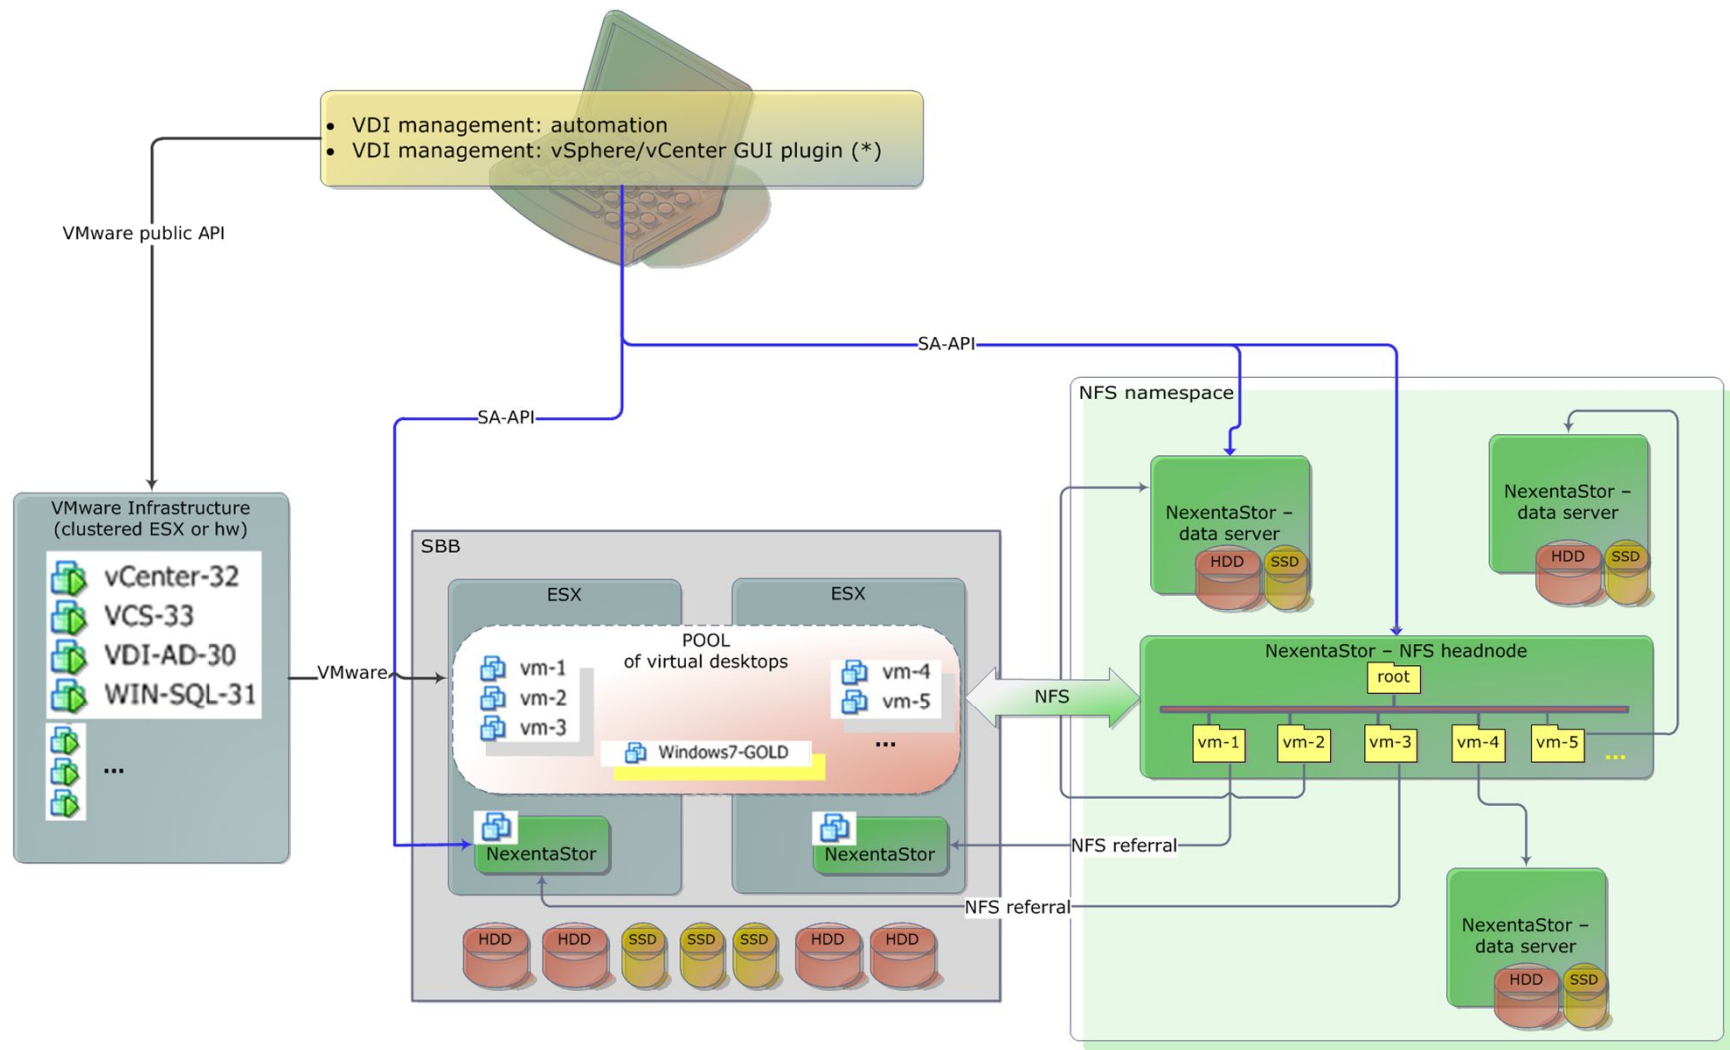 • VDI management: automation
• VDI management: vSphere/vCenter GUI plugin (*)
VMware public API
SA-API
SA-API
NFS namespace
NexentaStor –
data server
HDD
SSD
NexentaStor –
data server
HDD
SSD
VMware Infrastructure
(clustered ESX or hw)
vCenter-32
VCS-33
VDI-AD-30
WIN-SQL-31
...
VMware
SBB
ESX
ESX
POOL
of virtual desktops
vm-1
vm-2
vm-3
vm-4
vm-5
...
Windows7-GOLD
NexentaStor
NexentaStor
HDD
HDD
SSD
SSD
SSD
HDD
HDD
NFS
NexentaStor – NFS headnode
root
vm-1
vm-2
vm-3
vm-4
vm-5
...
NFS referral
NFS referral
NexentaStor –
data server
HDD
SSD